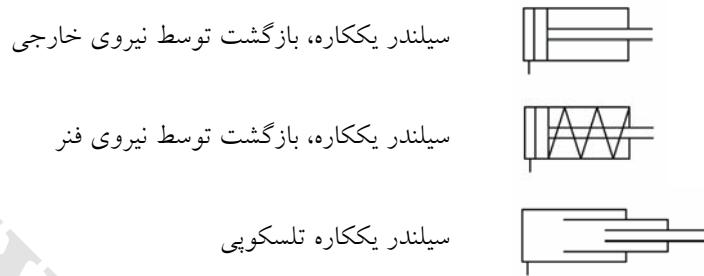 سیلندر یککاره، بازگشت توسط نیروی خارجی
سیلندر یککاره، بازگشت توسط نیروی فنر
سیلندر یککاره تلسکوپی